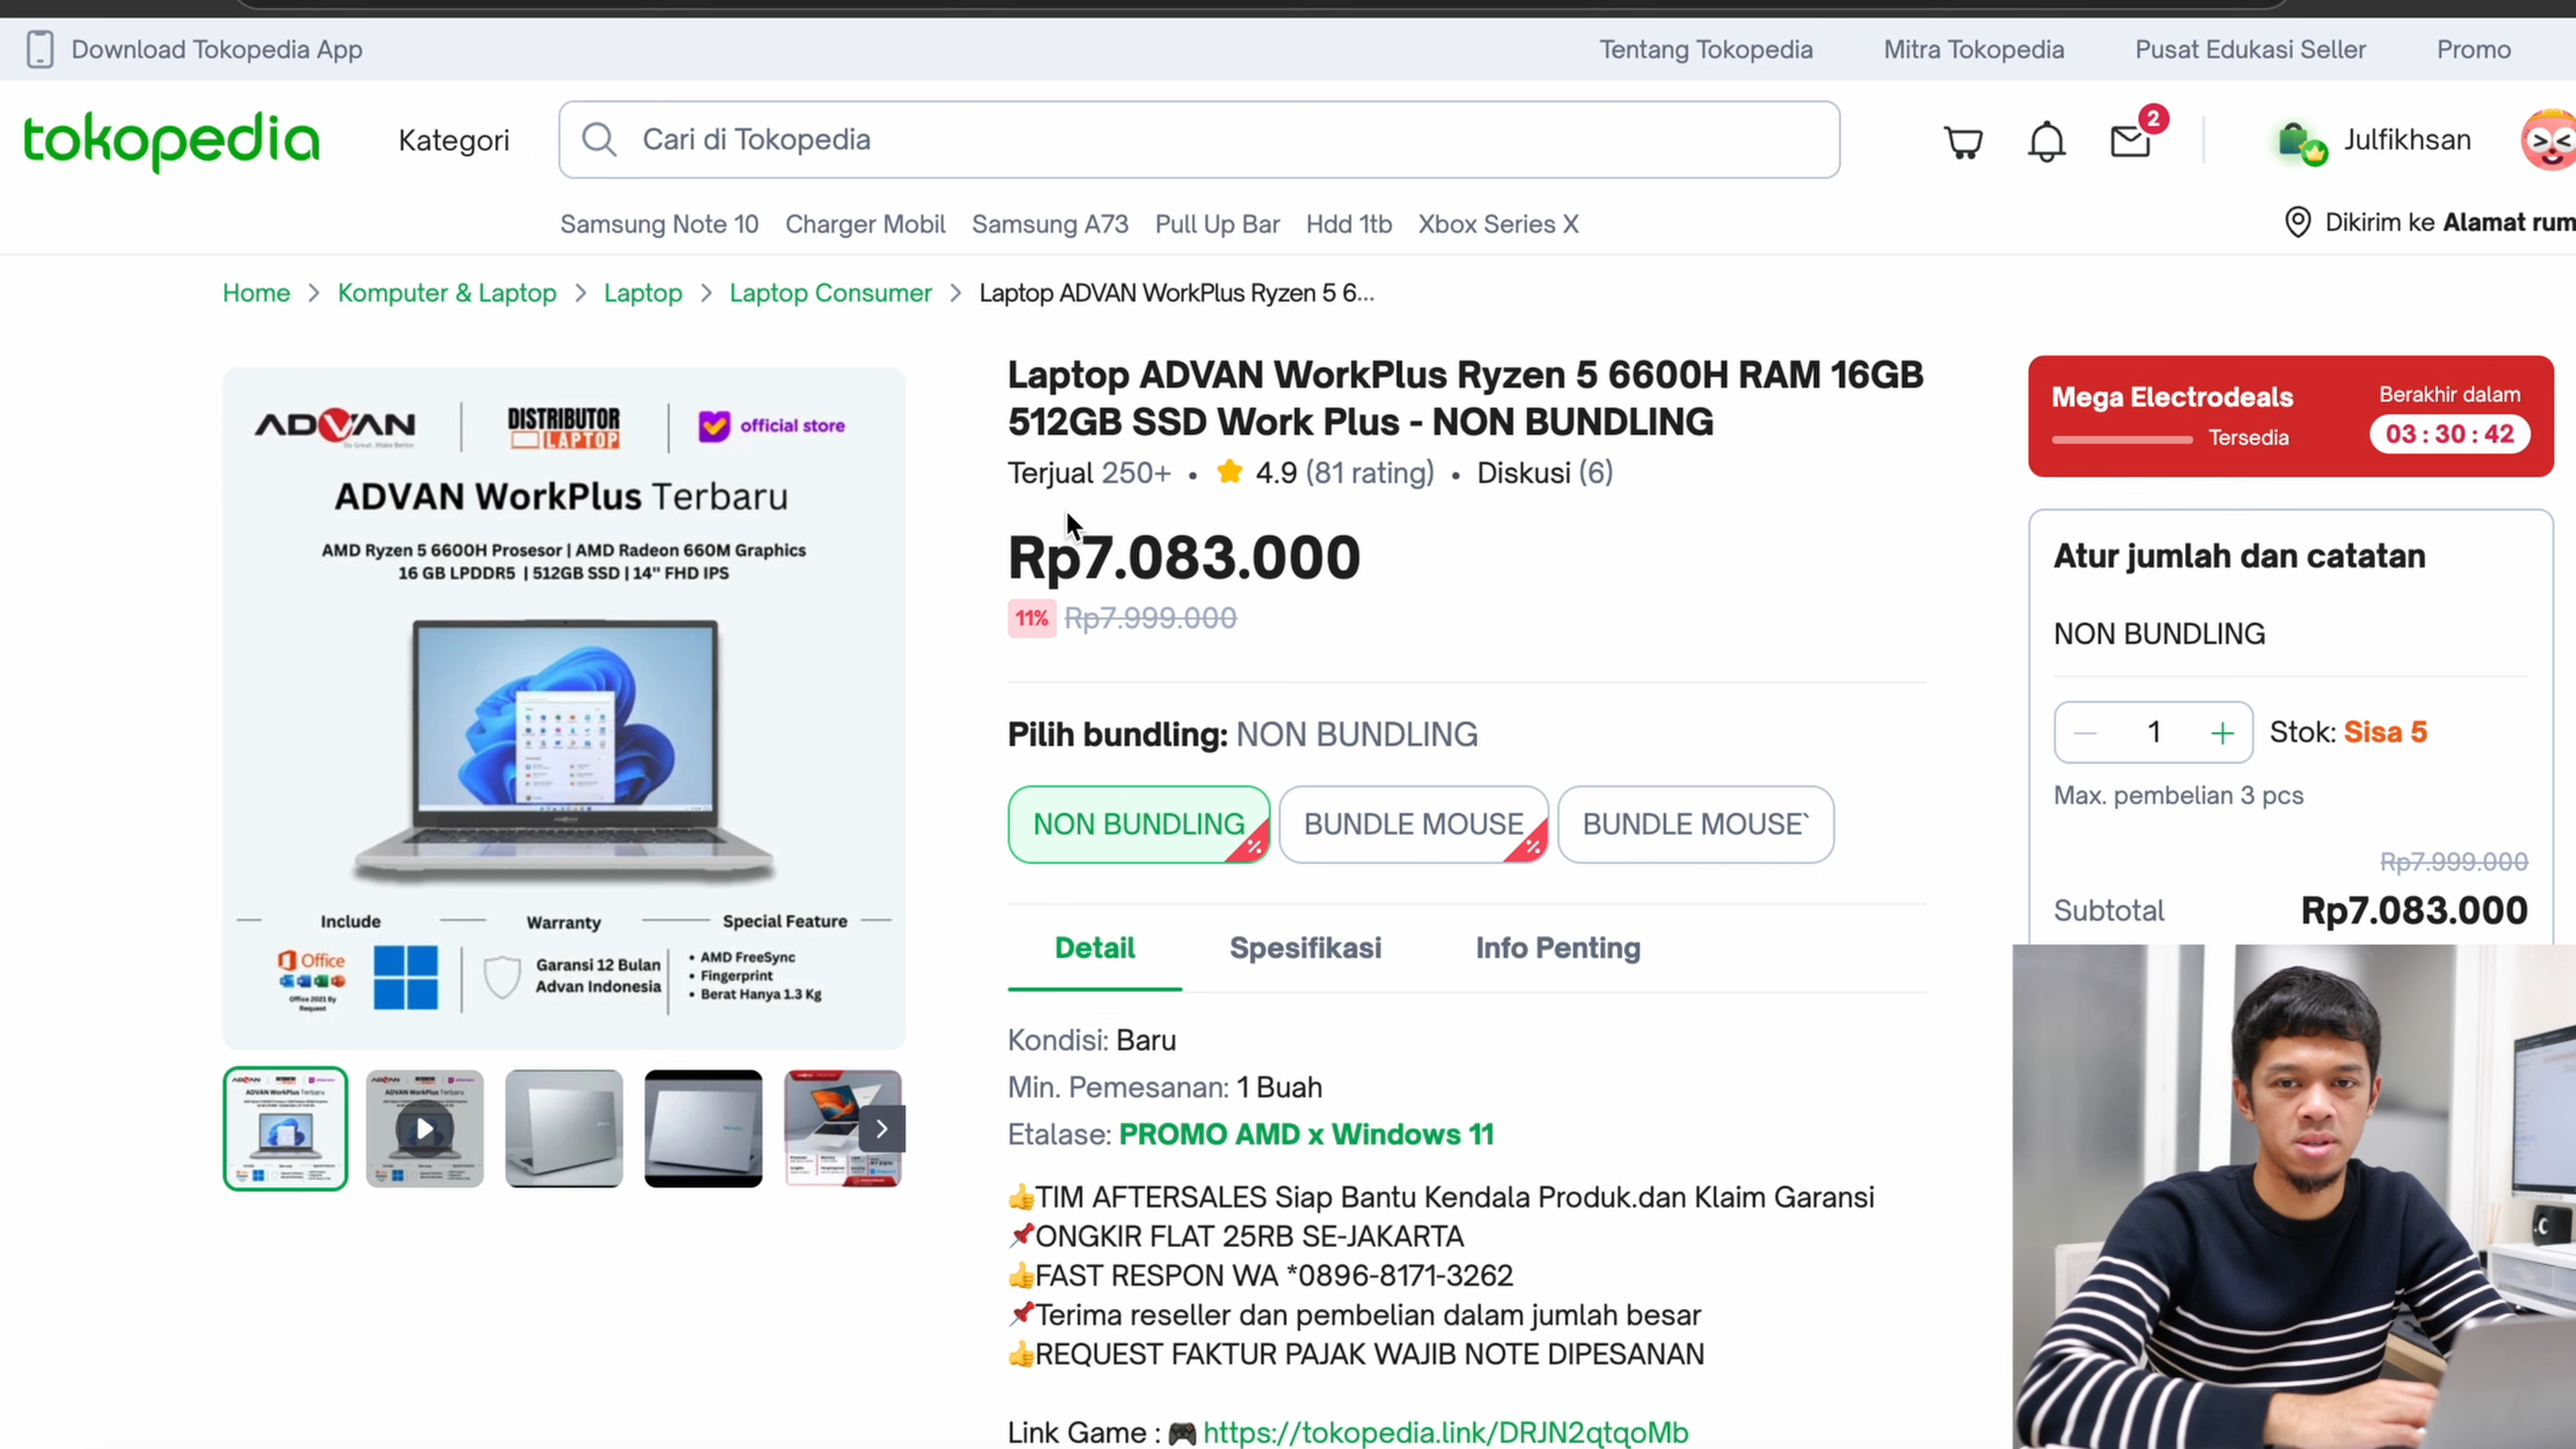 Download Tokopedia App
Tentang Tokopedia
Mitra Tokopedia
Pusat Edukasi Seller
Promo
tokopedia
Kategori
Cari di Tokopedia
2
Julfikhsan
Samsung Note 10
Charger Mobil
Samsung A73
Pull Up Bar
Hdd 1tb
Xbox Series X
Dikirim ke Alamat rum
Home > Komputer & Laptop > Laptop > Laptop Consumer > Laptop ADVAN WorkPlus Ryzen 5 6...
ADVAN
Do Great, Make Better
DISTRIBUTOR
LAPTOP
official store
ADVAN WorkPlus Terbaru
AMD Ryzen 5 6600H Prosesor | AMD Radeon 660M Graphics
16 GB LPDDR5 | 512GB SSD | 14" FHD IPS
Include
Warranty
Special Feature
Office
Office 2021 By
Request
Garansi 12 Bulan
Advan Indonesia
• AMD FreeSync
• Fingerprint
• Berat Hanya 1.3 Kg
Laptop ADVAN WorkPlus Ryzen 5 6600H RAM 16GB
512GB SSD Work Plus - NON BUNDLING
Terjual 250+ • 4.9 (81 rating) • Diskusi (6)
Rp7.083.000
11% Rp7.999.000
Pilih bundling: NON BUNDLING
NON BUNDLING
BUNDLE MOUSE
BUNDLE MOUSE`
Detail
Spesifikasi
Info Penting
Kondisi: Baru
Min. Pemesanan: 1 Buah
Etalase: PROMO AMD x Windows 11
👍TIM AFTERSALES Siap Bantu Kendala Produk.dan Klaim Garansi
📌ONGKIR FLAT 25RB SE-JAKARTA
👍FAST RESPON WA *0896-8171-3262
📌Terima reseller dan pembelian dalam jumlah besar
👍REQUEST FAKTUR PAJAK WAJIB NOTE DIPESANAN
Link Game : 🎮 https://tokopedia.link/DRJN2qtqoMb
Mega Electrodeals
Tersedia
Berakhir dalam
03 : 30 : 42
Atur jumlah dan catatan
NON BUNDLING
1
Stok: Sisa 5
Max. pembelian 3 pcs
Rp7.999.000
Subtotal
Rp7.083.000